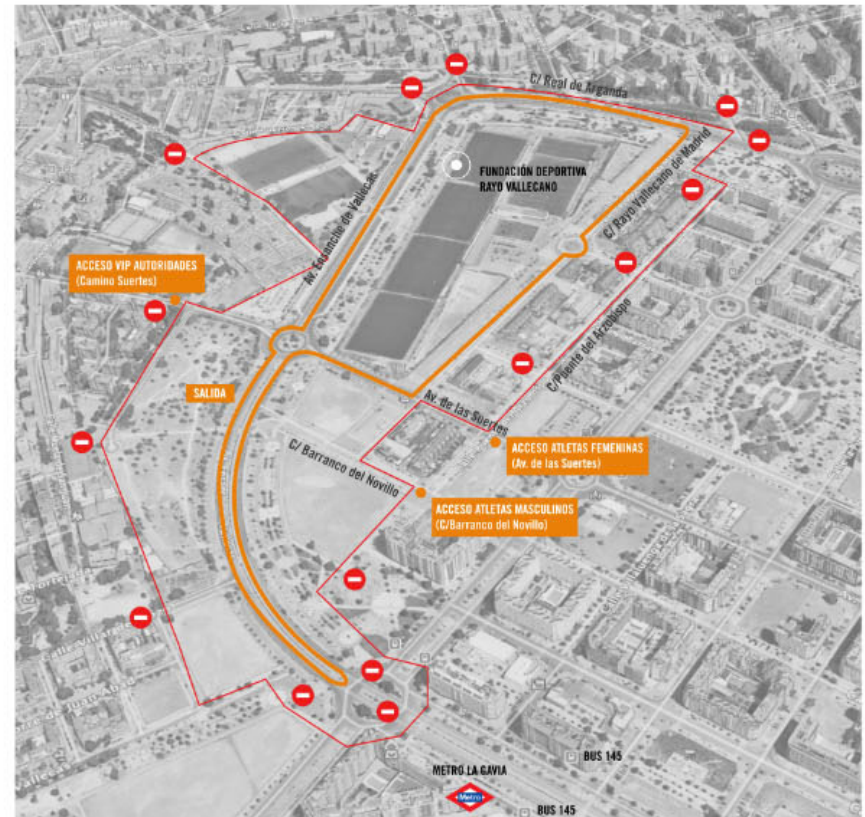 C/ Real de Arganda
C/ Rayo Vallecano de Madrid
FUNDACIÓN DEPORTIVA
RAYO VALLECANO
Av. Ensanche de Vallecas
ACCESO VIP AUTORIDADES
(Camino Suertes)
C/Puente del Arzobispo
SALIDA
Av. de las Suertes
C/ Barranco del Novillo
ACCESO ATLETAS FEMENINAS
(Av. de las Suertes)
ACCESO ATLETAS MASCULINOS
(C/Barranco del Novillo)
BUS 145
METRO LA GAVIA
Metro
BUS 145